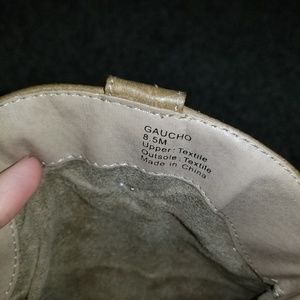 GAUCHO
8.5M
Upper: Textile
Outsole: Textile
Made in China